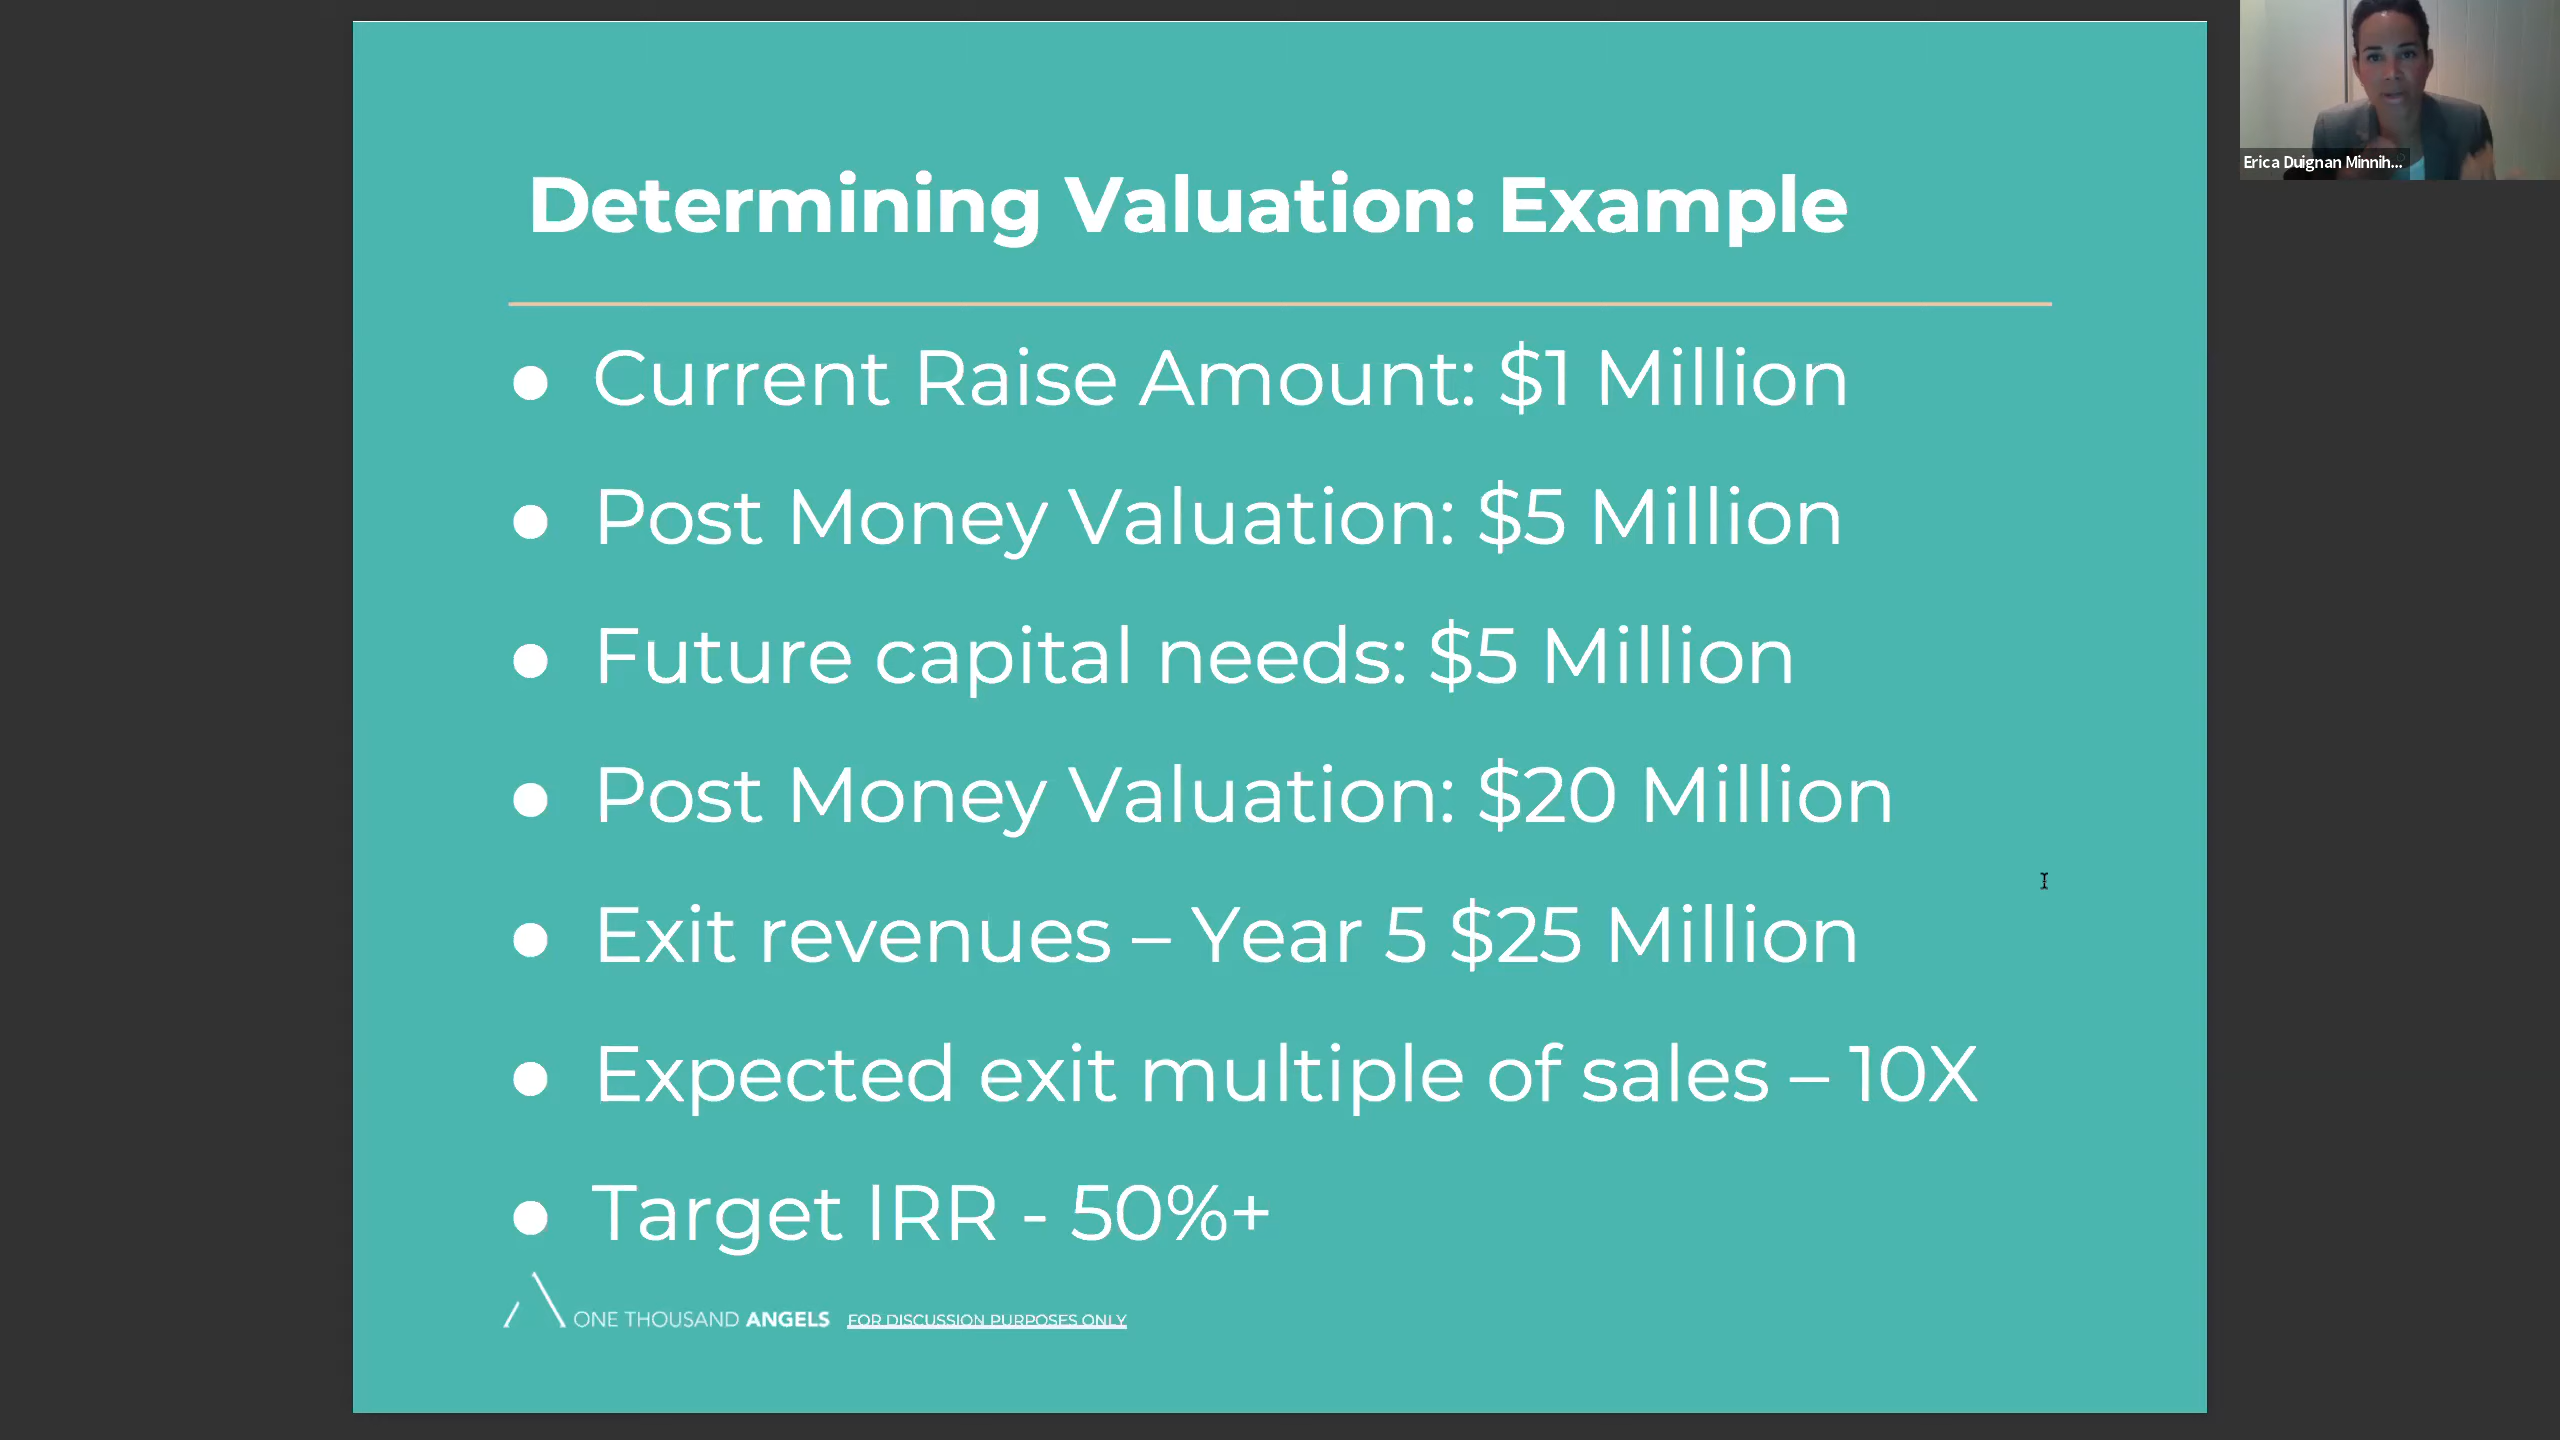 Determining Valuation: Example
● Current Raise Amount: $1 Million
● Post Money Valuation: $5 Million
● Future capital needs: $5 Million
● Post Money Valuation: $20 Million
● Exit revenues – Year 5 $25 Million
● Expected exit multiple of sales – 10X
● Target IRR - 50%+
ONE THOUSAND ANGELS FOR DISCUSSION PURPOSES ONLY
Erica Duignan Minnih...